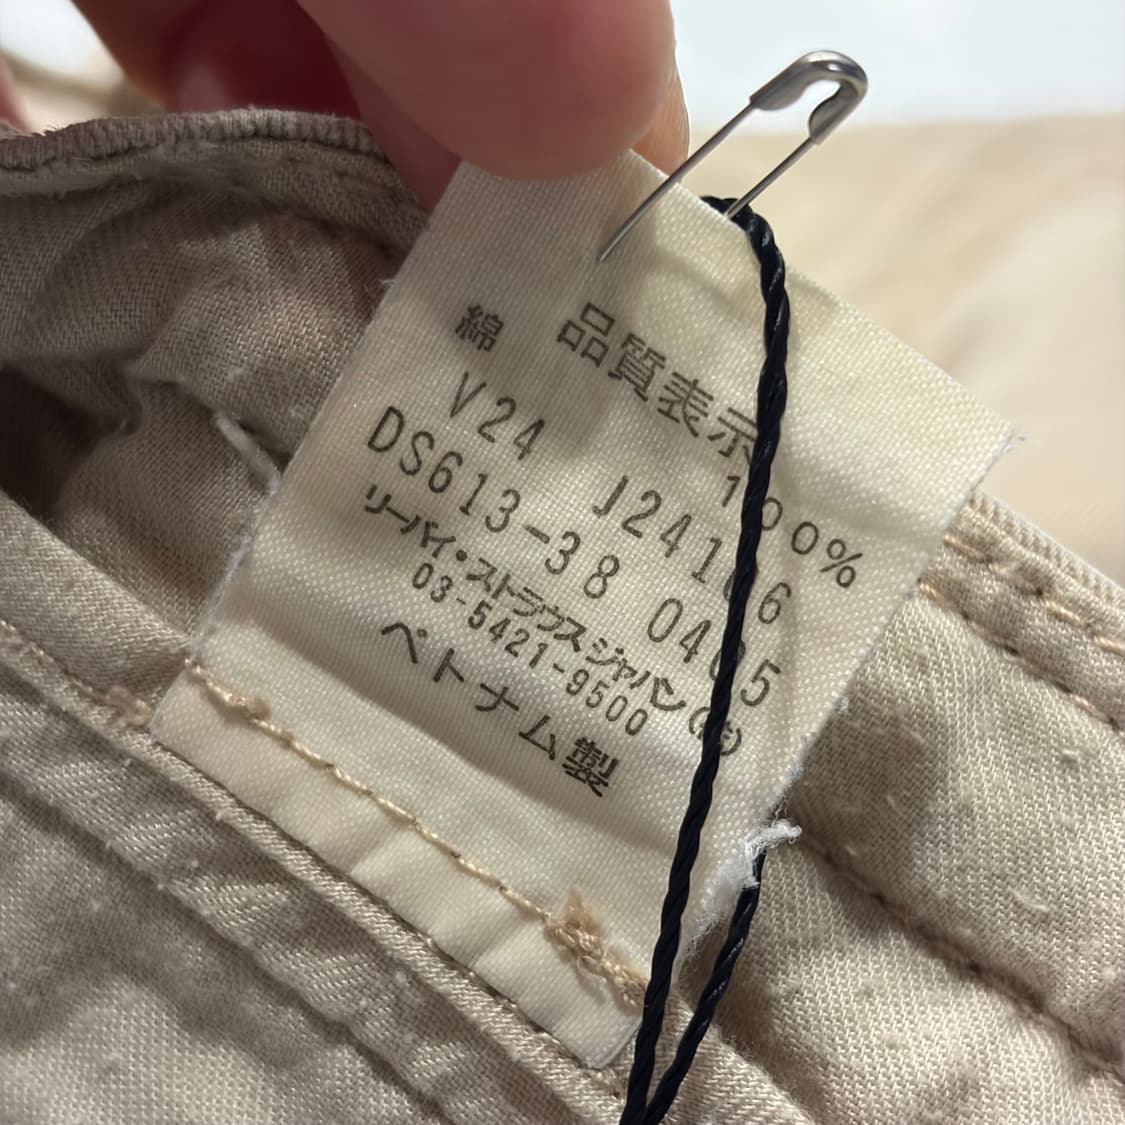 品質表示
綿 100%
V24 J24106
DS613-38 0405
リーバイ・ストラウス ジャパン(株)
03-5421-9500
ベトナム製